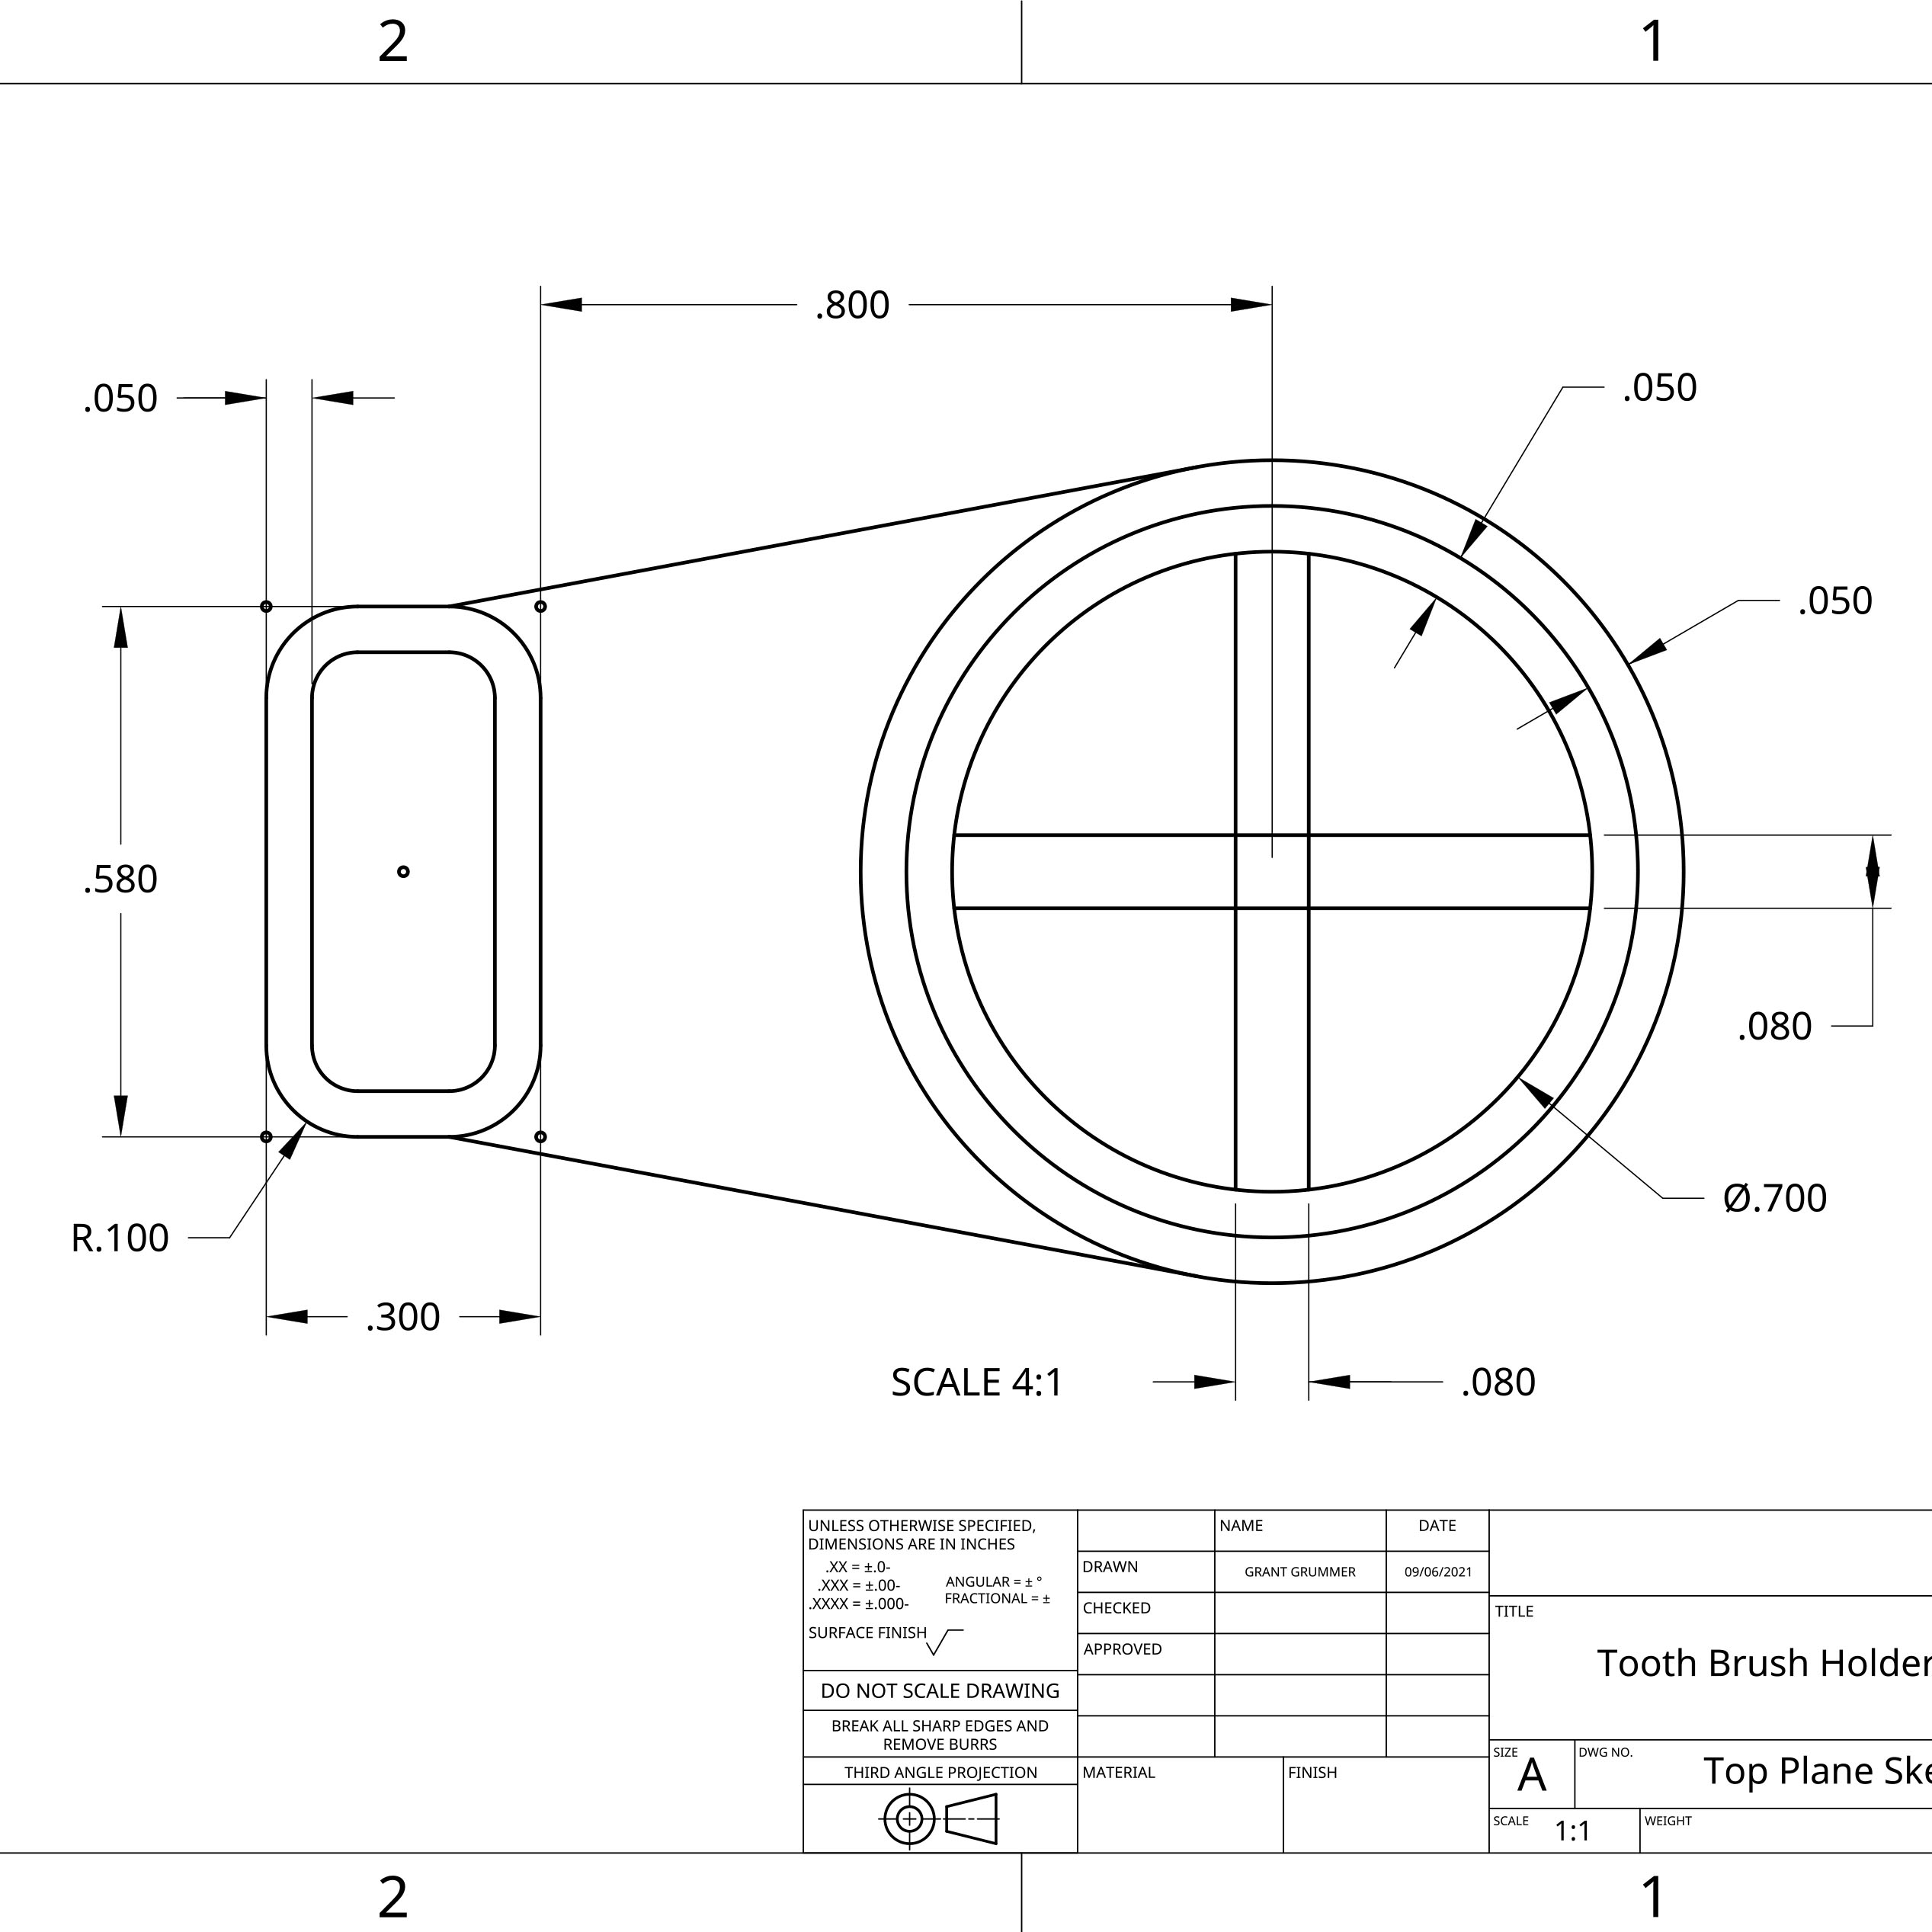 2
1
.800
.050
.050
.050
.580
.080
Ø.700
R.100
.300
SCALE 4:1
.080
UNLESS OTHERWISE SPECIFIED,
DIMENSIONS ARE IN INCHES
.XX = ±.0-
.XXX = ±.00-
.XXXX = ±.000-
ANGULAR = ± °
FRACTIONAL = ±
SURFACE FINISH
DO NOT SCALE DRAWING
BREAK ALL SHARP EDGES AND
REMOVE BURRS
THIRD ANGLE PROJECTION
NAME
DATE
DRAWN
GRANT GRUMMER
09/06/2021
CHECKED
APPROVED
MATERIAL
FINISH
TITLE
Tooth Brush Holder
SIZE
A
DWG NO.
Top Plane Ske
SCALE
1:1
WEIGHT
2
1